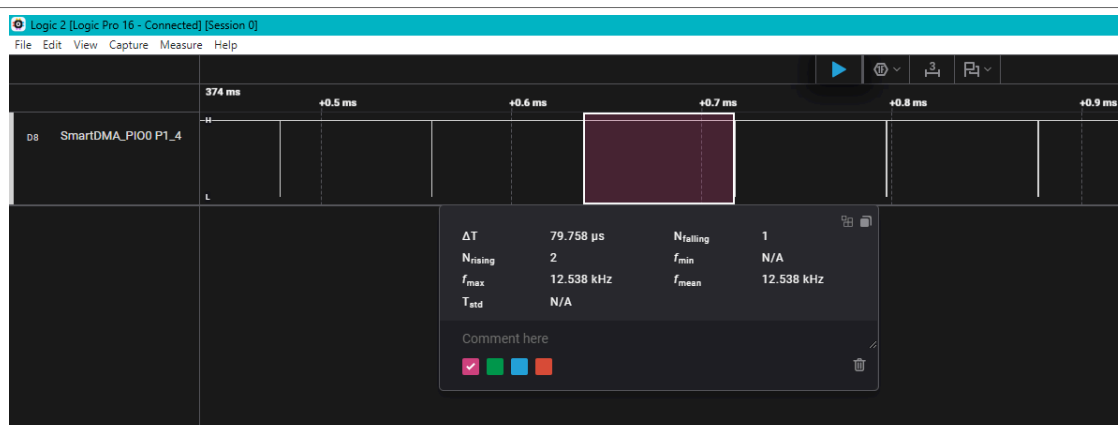 Logic 2 [Logic Pro 16 - Connected] [Session 0]
File Edit View Capture Measure Help
374 ms
+0.5 ms +0.6 ms +0.7 ms +0.8 ms +0.9 ms
D8 SmartDMA_PIO0 P1_4
H
L
ΔT 79.758 µs Nfalling 1
Nrising 2 fmin N/A
fmax 12.538 kHz fmean 12.538 kHz
Tstd N/A
Comment here